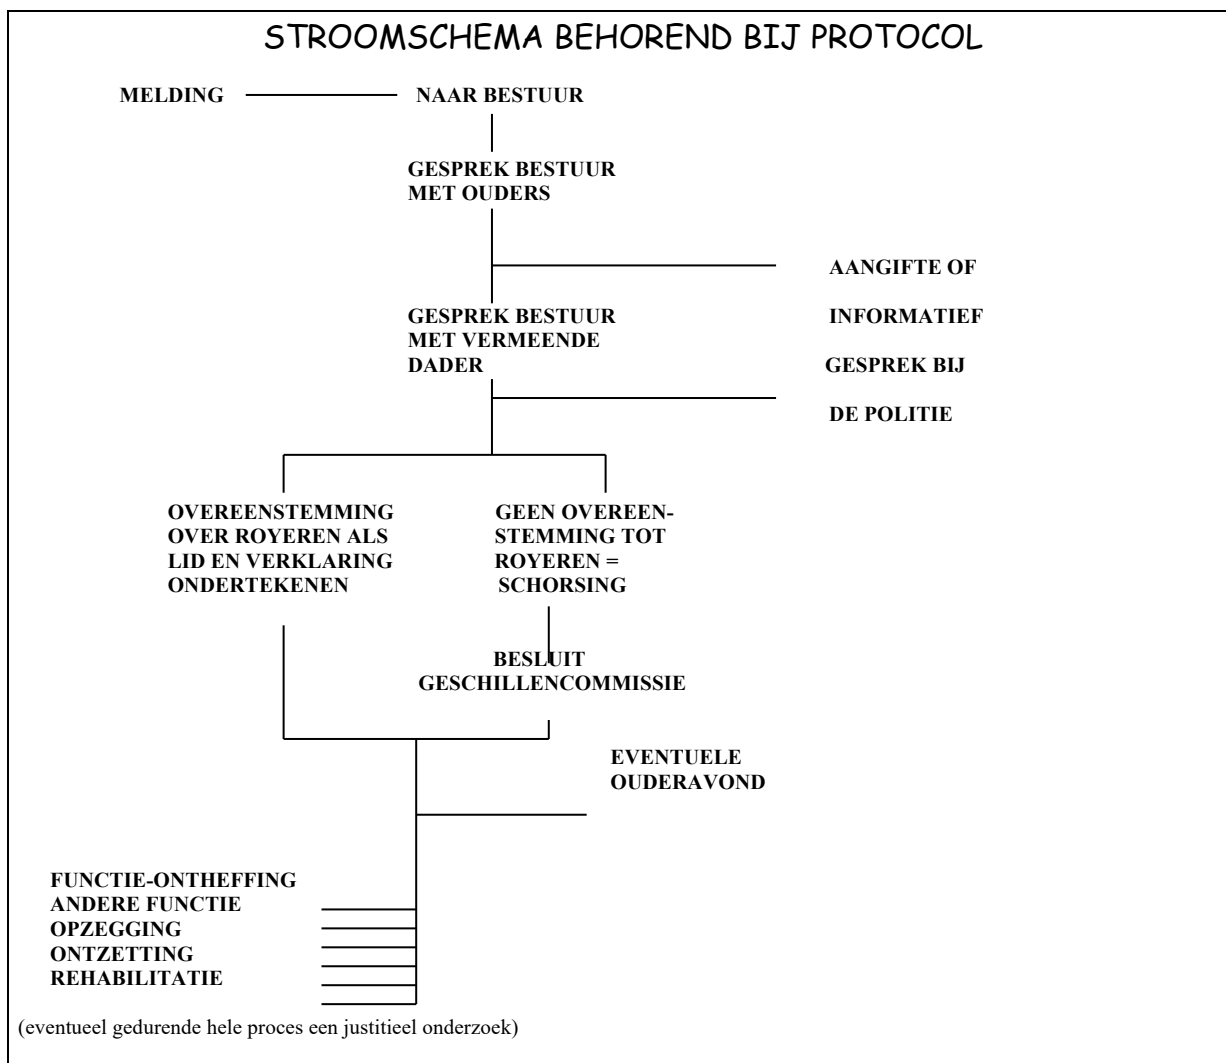 STROOMSCHEMA BEHOREND BIJ PROTOCOL
MELDING
NAAR BESTUUR
GESPREK BESTUUR
MET OUDERS
AANGIFTE OF
INFORMATIEF
GESPREK BIJ
DE POLITIE
GESPREK BESTUUR
MET VERMEENDE
DADER
OVEREENSTEMMING
OVER ROYEREN ALS
LID EN VERKLARING
ONDERTEKENEN
GEEN OVEREEN-
STEMMING TOT
ROYEREN =
SCHORSING
BESLUIT
GESCHILLENCOMMISSIE
EVENTUELE
OUDERAVOND
FUNCTIE-ONTHEFFING
ANDERE FUNCTIE
OPZEGGING
ONTZETTING
REHABILITATIE
(eventueel gedurende hele proces een justitieel onderzoek)